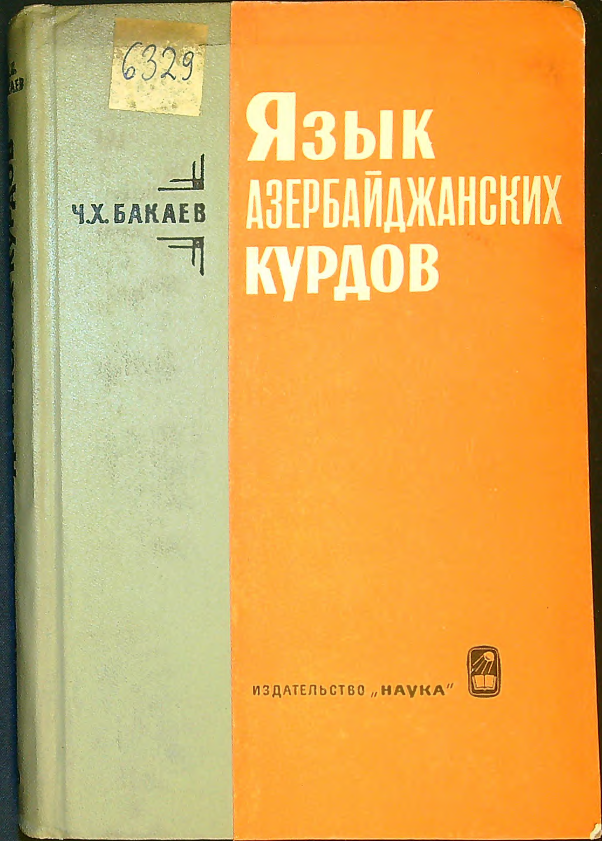 6329
Ч.Х. БАКАЕВ
Язык
АЗЕРБАЙДЖАНСКИХ
КУРДОВ
ИЗДАТЕЛЬСТВО „НАУКА“